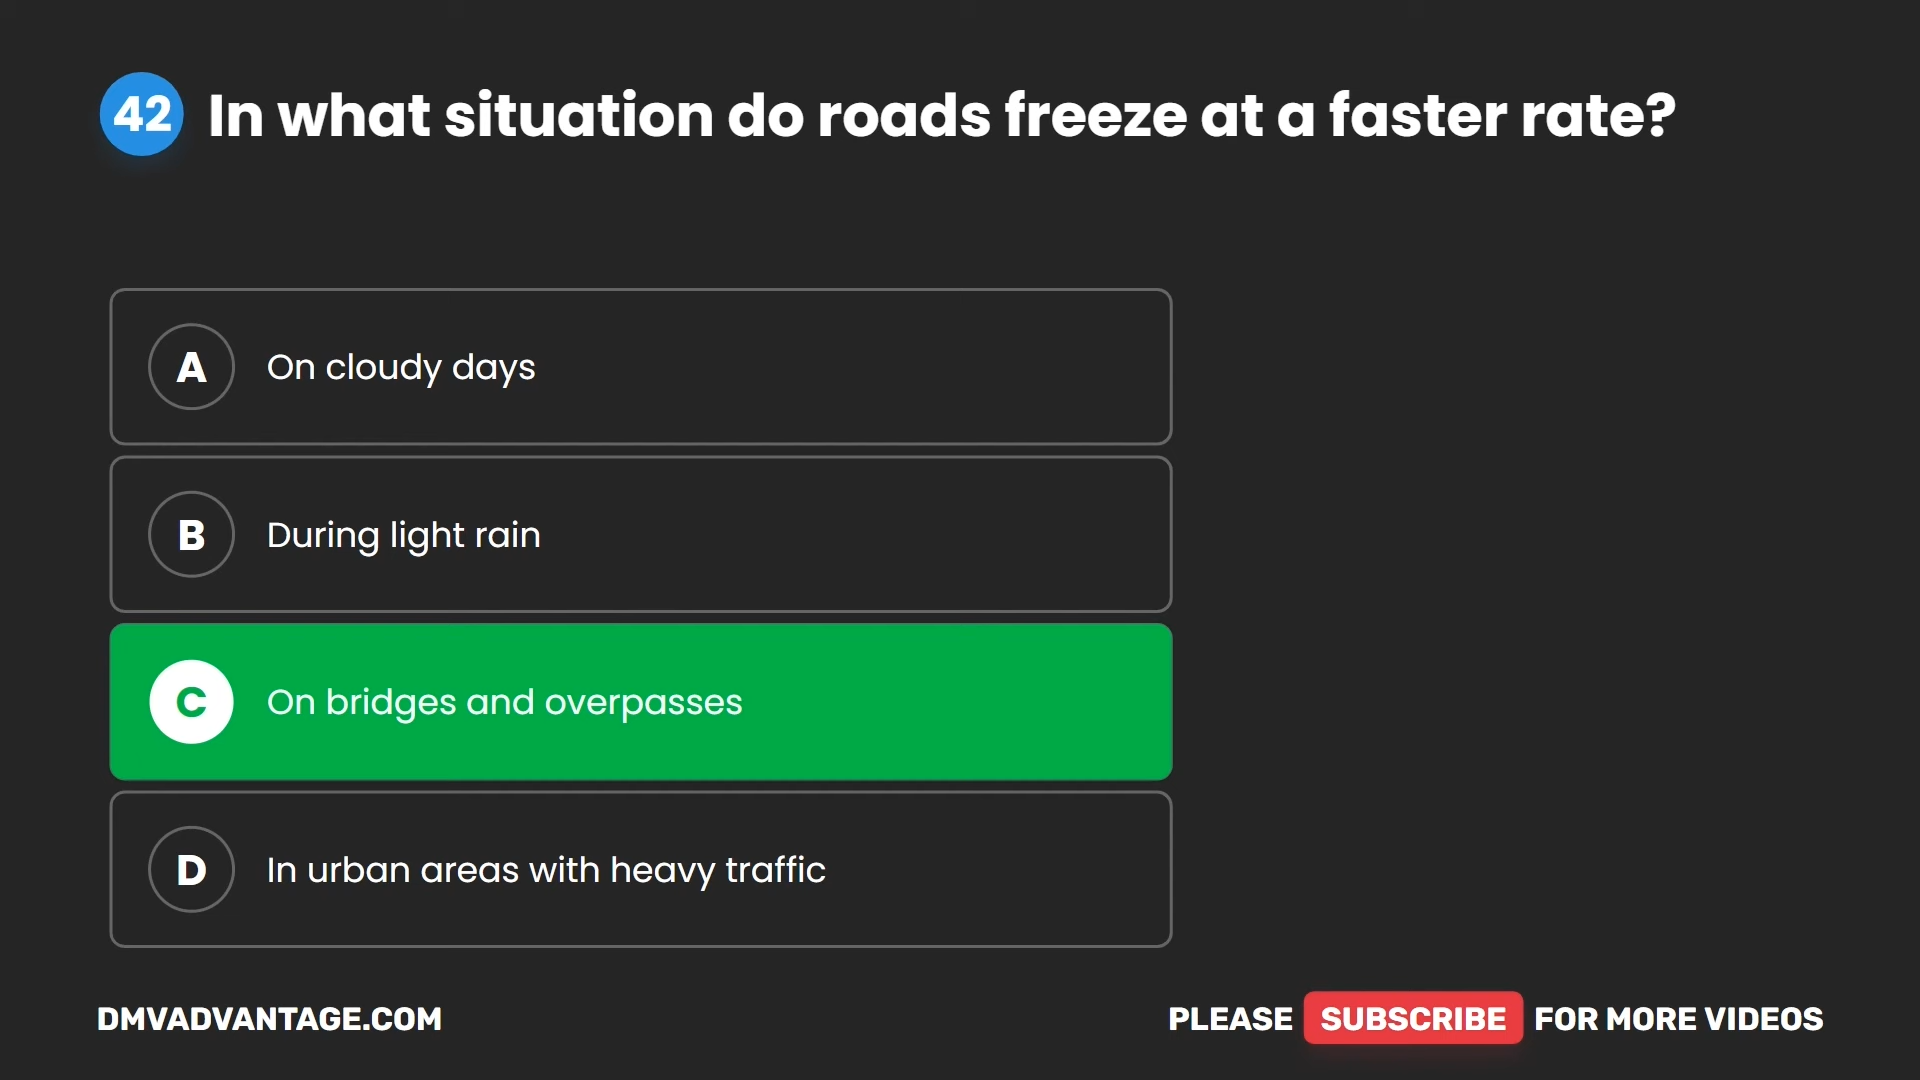 42 In what situation do roads freeze at a faster rate?
A On cloudy days
B During light rain
C On bridges and overpasses
D In urban areas with heavy traffic
DMVADVANTAGE.COM PLEASE SUBSCRIBE FOR MORE VIDEOS